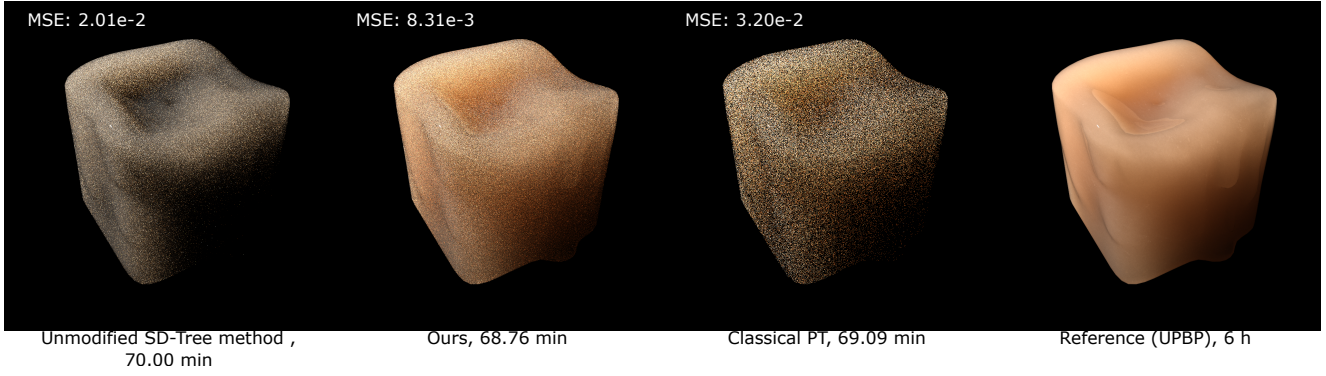 MSE: 2.01e-2
MSE: 8.31e-3
MSE: 3.20e-2
Unmodified SD-Tree method ,
70.00 min
Ours, 68.76 min
Classical PT, 69.09 min
Reference (UPBP), 6 h